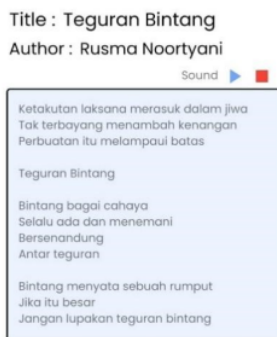 Title : Teguran Bintang
Author : Rusma Noortyani
Sound
Ketakutan laksana merasuk dalam jiwa
Tak terbayang menambah kenangan
Perbuatan itu melampaui batas
Teguran Bintang
Bintang bagai cahaya
Selalu ada dan menemani
Bersenandung
Antar teguran
Bintang menyata sebuah rumput
Jika itu besar
Jangan lupakan teguran bintang